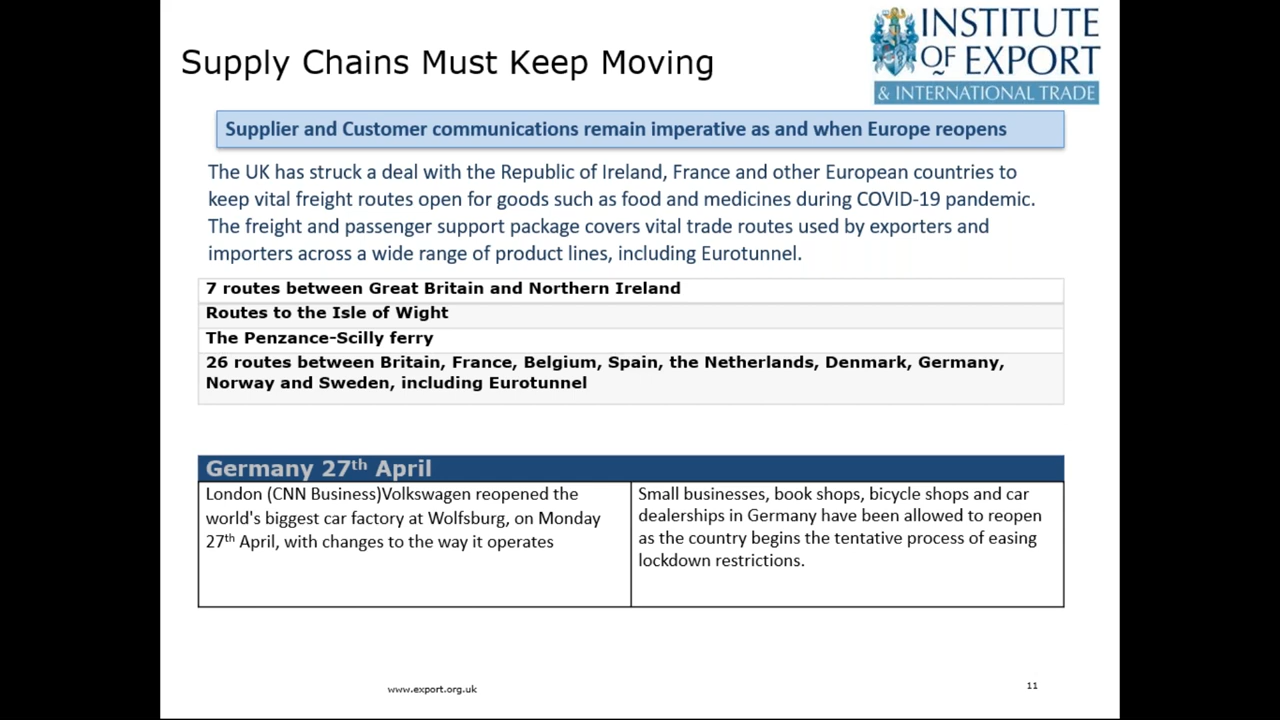 Supply Chains Must Keep Moving
INSTITUTE
OF EXPORT
& INTERNATIONAL TRADE
Supplier and Customer communications remain imperative as and when Europe reopens
The UK has struck a deal with the Republic of Ireland, France and other European countries to
keep vital freight routes open for goods such as food and medicines during COVID-19 pandemic.
The freight and passenger support package covers vital trade routes used by exporters and
importers across a wide range of product lines, including Eurotunnel.
7 routes between Great Britain and Northern Ireland
Routes to the Isle of Wight
The Penzance-Scilly ferry
26 routes between Britain, France, Belgium, Spain, the Netherlands, Denmark, Germany,
Norway and Sweden, including Eurotunnel
Germany 27th April
London (CNN Business)Volkswagen reopened the
world's biggest car factory at Wolfsburg, on Monday
27th April, with changes to the way it operates
Small businesses, book shops, bicycle shops and car
dealerships in Germany have been allowed to reopen
as the country begins the tentative process of easing
lockdown restrictions.
www.export.org.uk
11